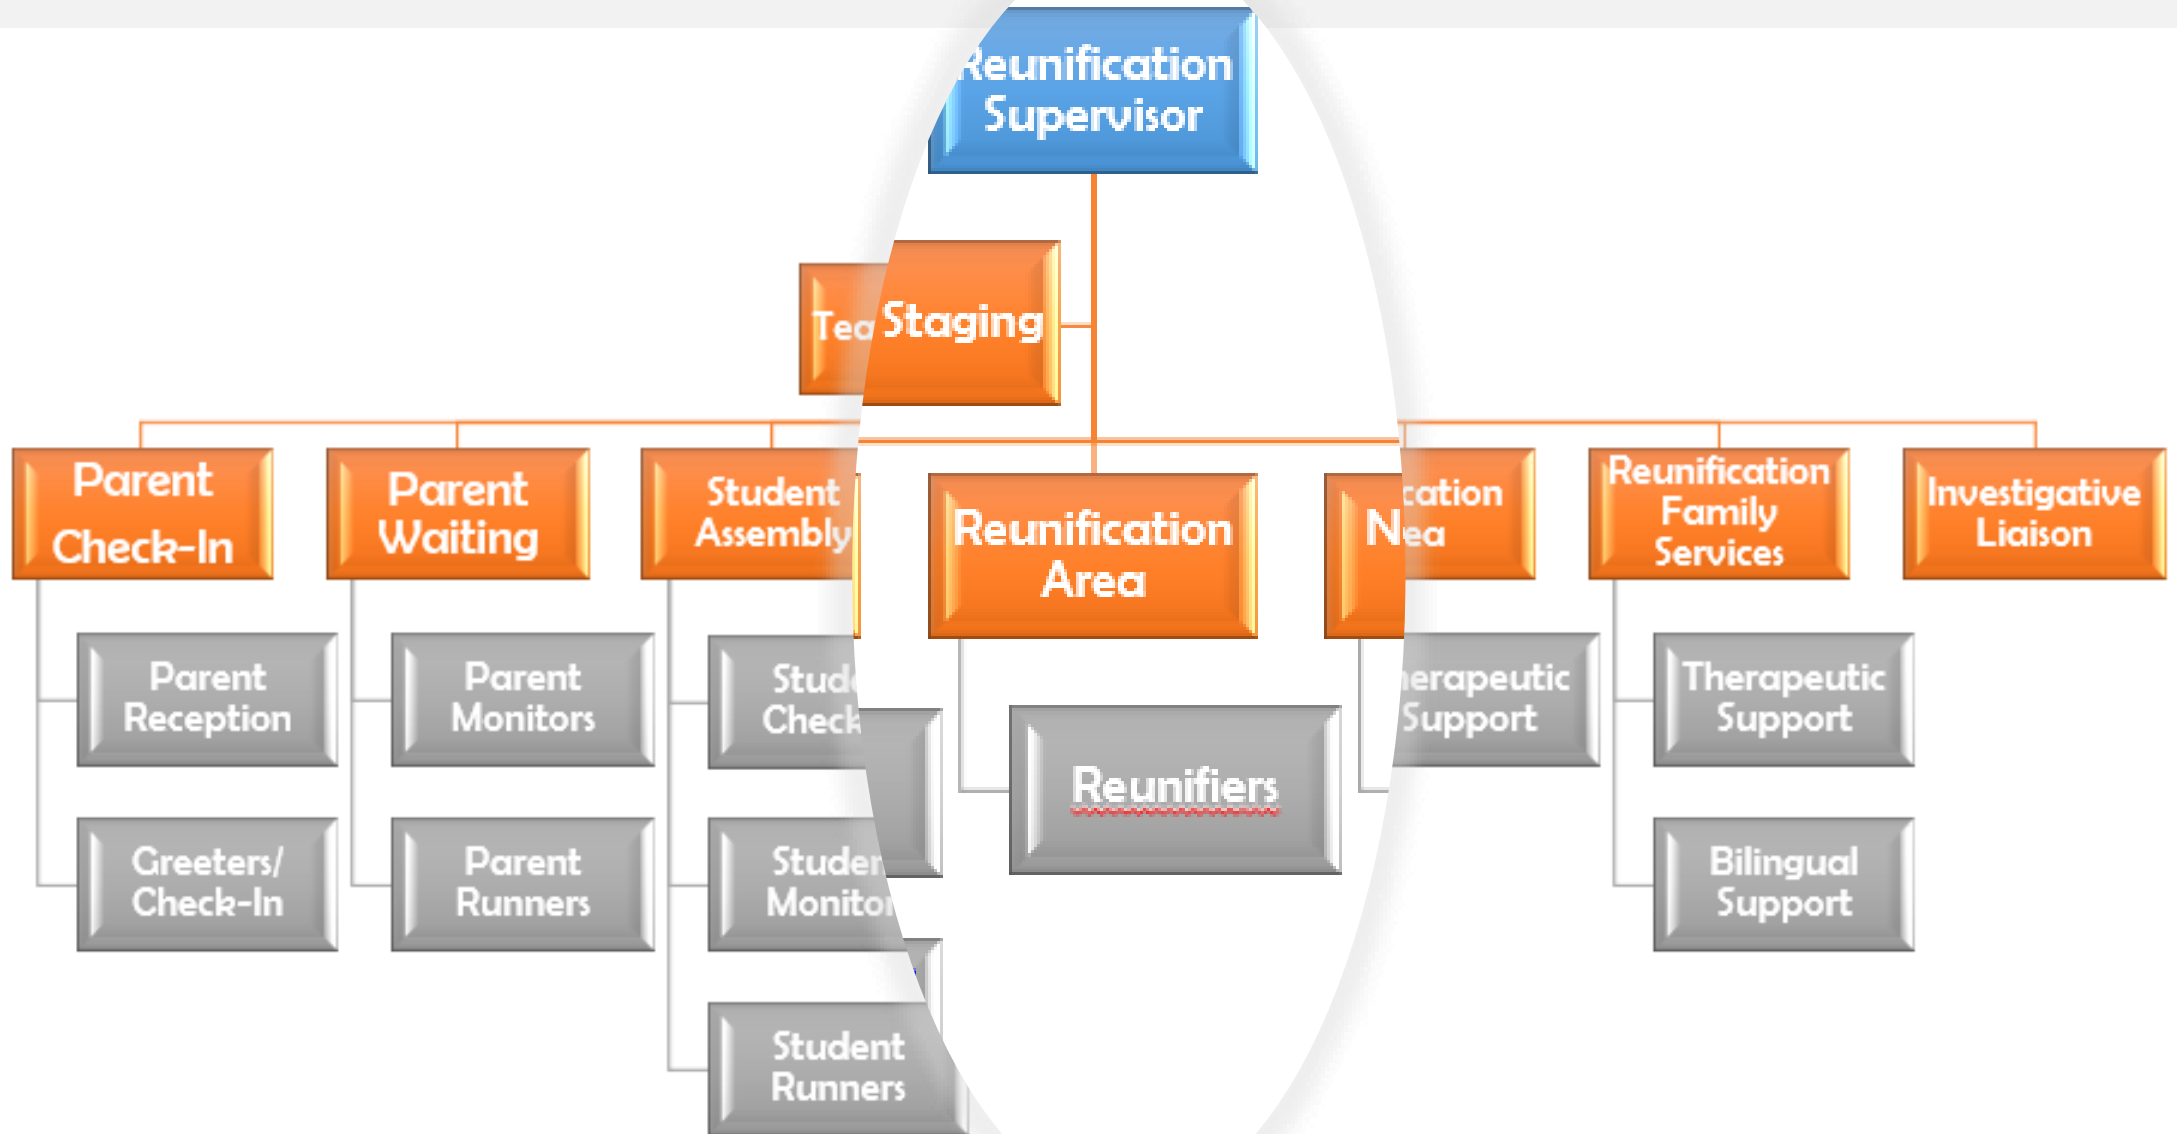 Reunification
Supervisor
Staging
Parent
Check-In
Parent
Waiting
Student
Assembly
Reunification
Area
Reunification
Family
Services
Investigative
Liaison
Parent
Reception
Parent
Monitors
Reunifiers
Support
Therapeutic
Support
Greeters/
Check-In
Parent
Runners
Bilingual
Support
Student
Runners